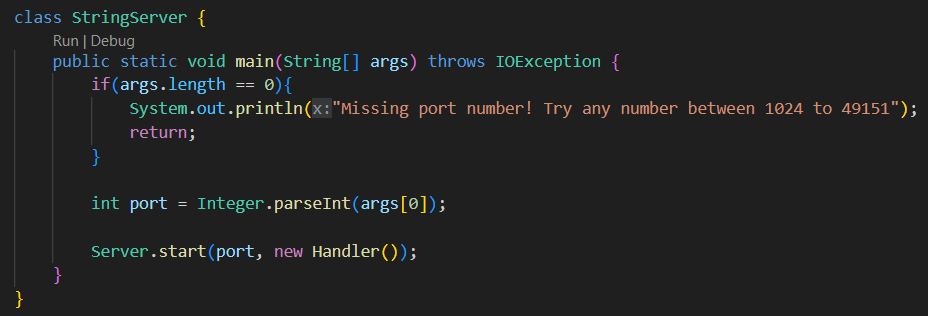 class StringServer {
Run | Debug
public static void main(String[] args) throws IOException {
if(args.length == 0){
System.out.println(x:"Missing port number! Try any number between 1024 to 49151");
return;
}
int port = Integer.parseInt(args[0]);
Server.start(port, new Handler());
}
}